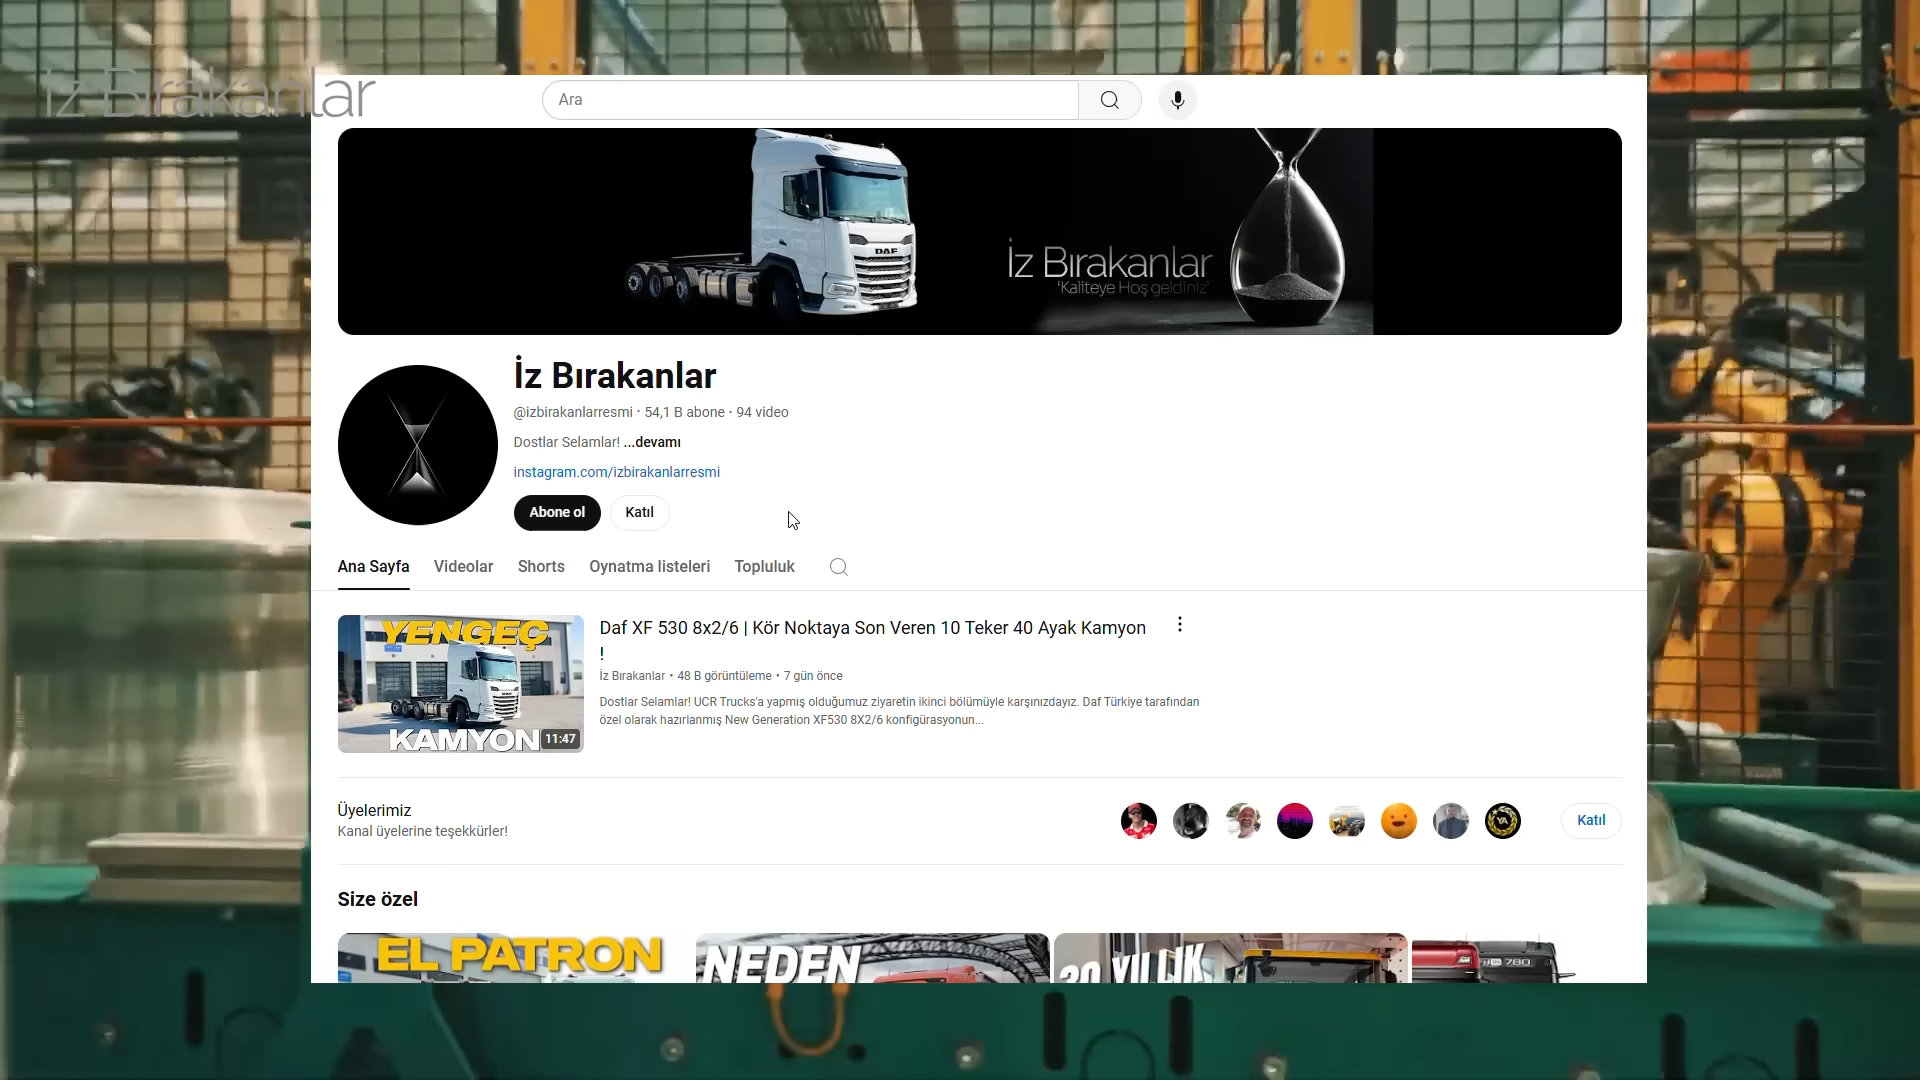 İz Bırakanlar
Ara
DAF
İz Bırakanlar
'Kaliteye Hoş geldiniz'
İz Bırakanlar
@izbirakanlarresmi · 54,1 B abone · 94 video
Dostlar Selamlar! ...devamı
instagram.com/izbirakanlarresmi
Abone ol
Katıl
Ana Sayfa
Videolar
Shorts
Oynatma listeleri
Topluluk
YENGEÇ
KAMYON
11:47
Daf XF 530 8x2/6 | Kör Noktaya Son Veren 10 Teker 40 Ayak Kamyon
!
İz Bırakanlar · 48 B görüntüleme · 7 gün önce
Dostlar Selamlar! UCR Trucks'a yapmış olduğumuz ziyaretin ikinci bölümüyle karşınızdayız. Daf Türkiye tarafından
özel olarak hazırlanmış New Generation XF530 8X2/6 konfigürasyonun...
Üyelerimiz
Kanal üyelerine teşekkürler!
YA
Katıl
Size özel
EL PATRON
NEDEN
30 YILLIK
780